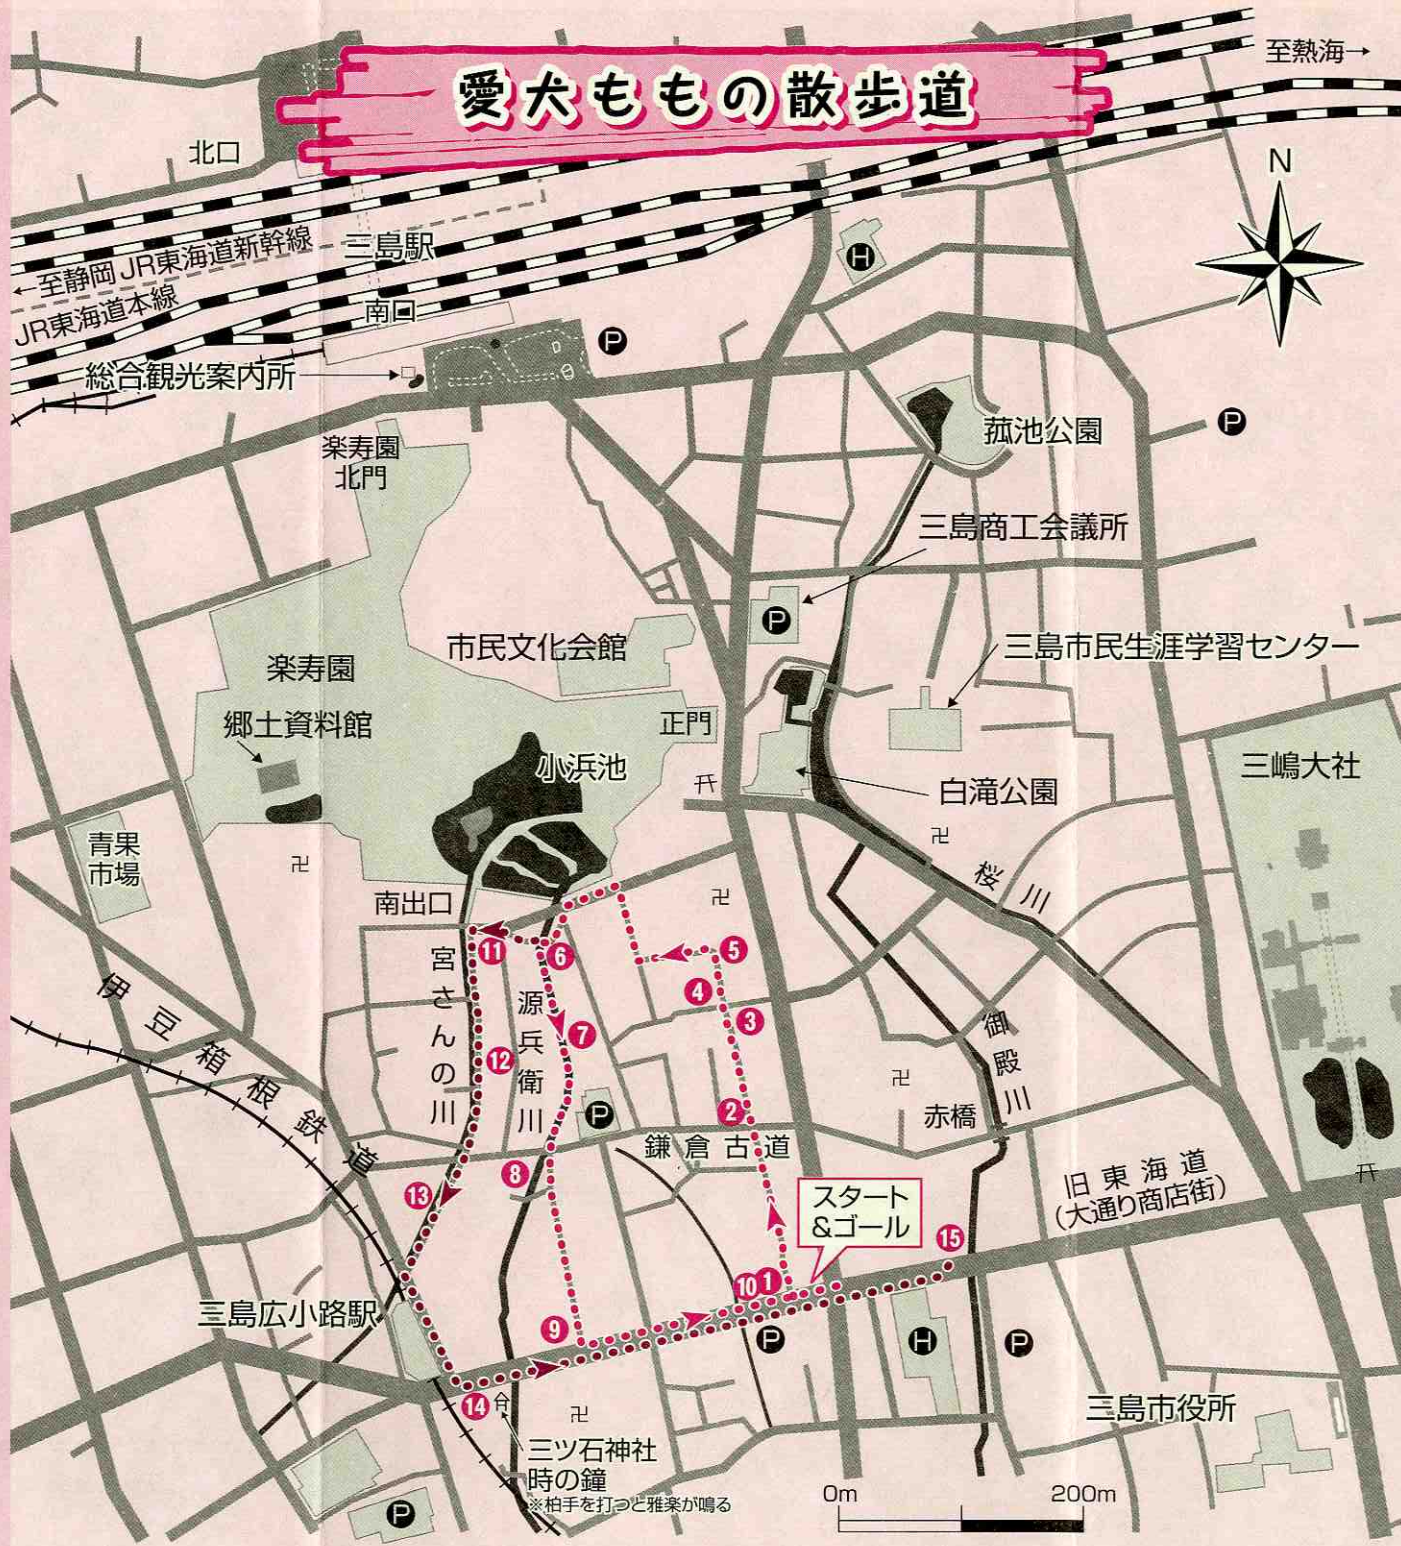 愛犬ももの散歩道
至熱海→
北口
N
三島駅
←至静岡 JR東海道新幹線
JR東海道本線
南口
H
P
総合観光案内所
P
楽寿園
北門
菰池公園
三島商工会議所
P
市民文化会館
三島市民生涯学習センター
楽寿園
郷土資料館
正門
小浜池
三嶋大社
白滝公園
青果
市場
南出口
桜川
11
6
5
4
3
宮さんの川
源兵衛川
7
12
御殿川
伊豆箱根鉄道
P
2
赤橋
鎌倉古道
8
13
旧東海道
(大通り商店街)
スタート
&ゴール
15
10
1
三島広小路駅
9
P
H
P
14
三島市役所
三ツ石神社
時の鐘
※柏手を打つと雅楽が鳴る
P
0m
200m